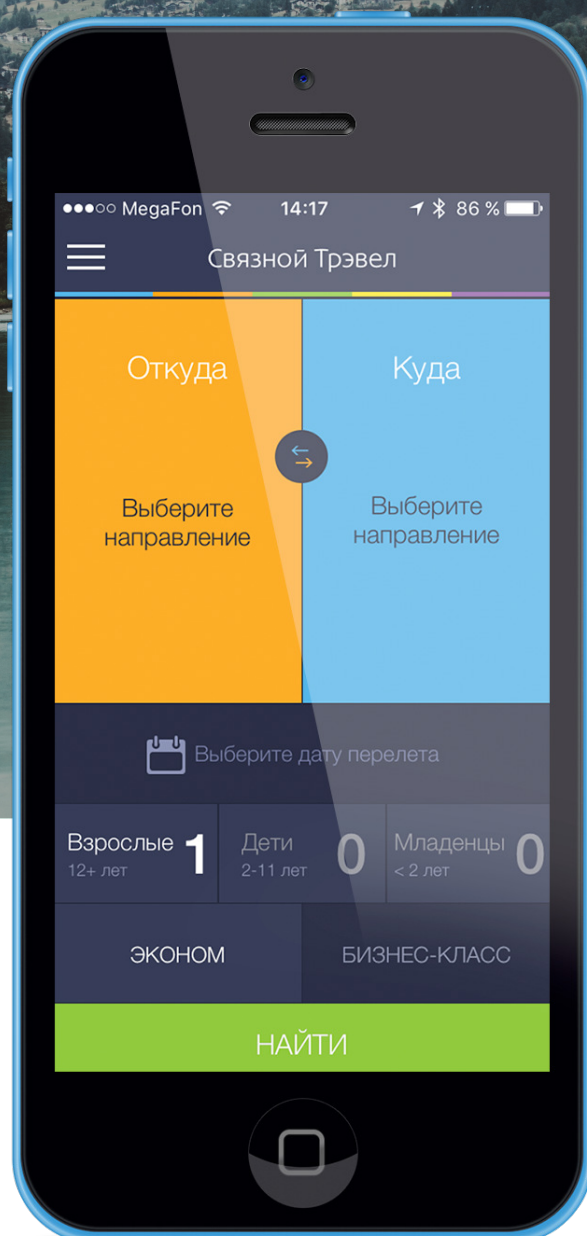 MegaFon 14:17 86 %
Связной Трэвел
Откуда
Куда
Выберите
направление
Выберите
направление
Выберите дату перелета
Взрослые 1
12+ лет
Дети 0
2-11 лет
Младенцы 0
< 2 лет
ЭКОНОМ
БИЗНЕС-КЛАСС
НАЙТИ